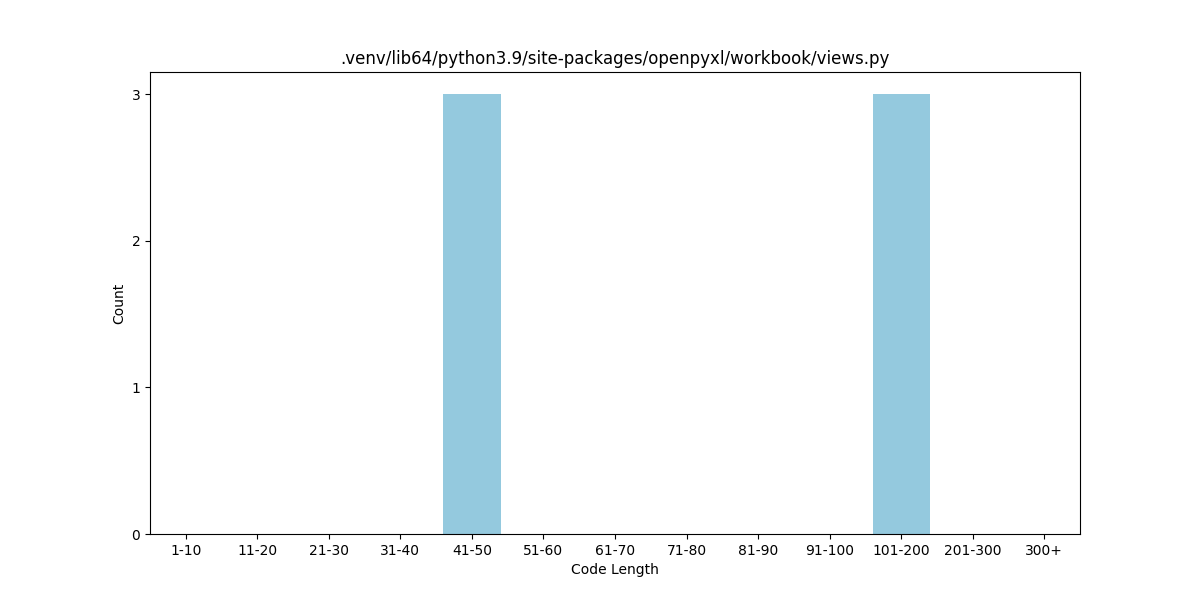 .venv/lib64/python3.9/site-packages/openpyxl/workbook/views.py
3
2
1
0
Count
1-10 11-20 21-30 31-40 41-50 51-60 61-70 71-80 81-90 91-100 101-200 201-300 300+
Code Length